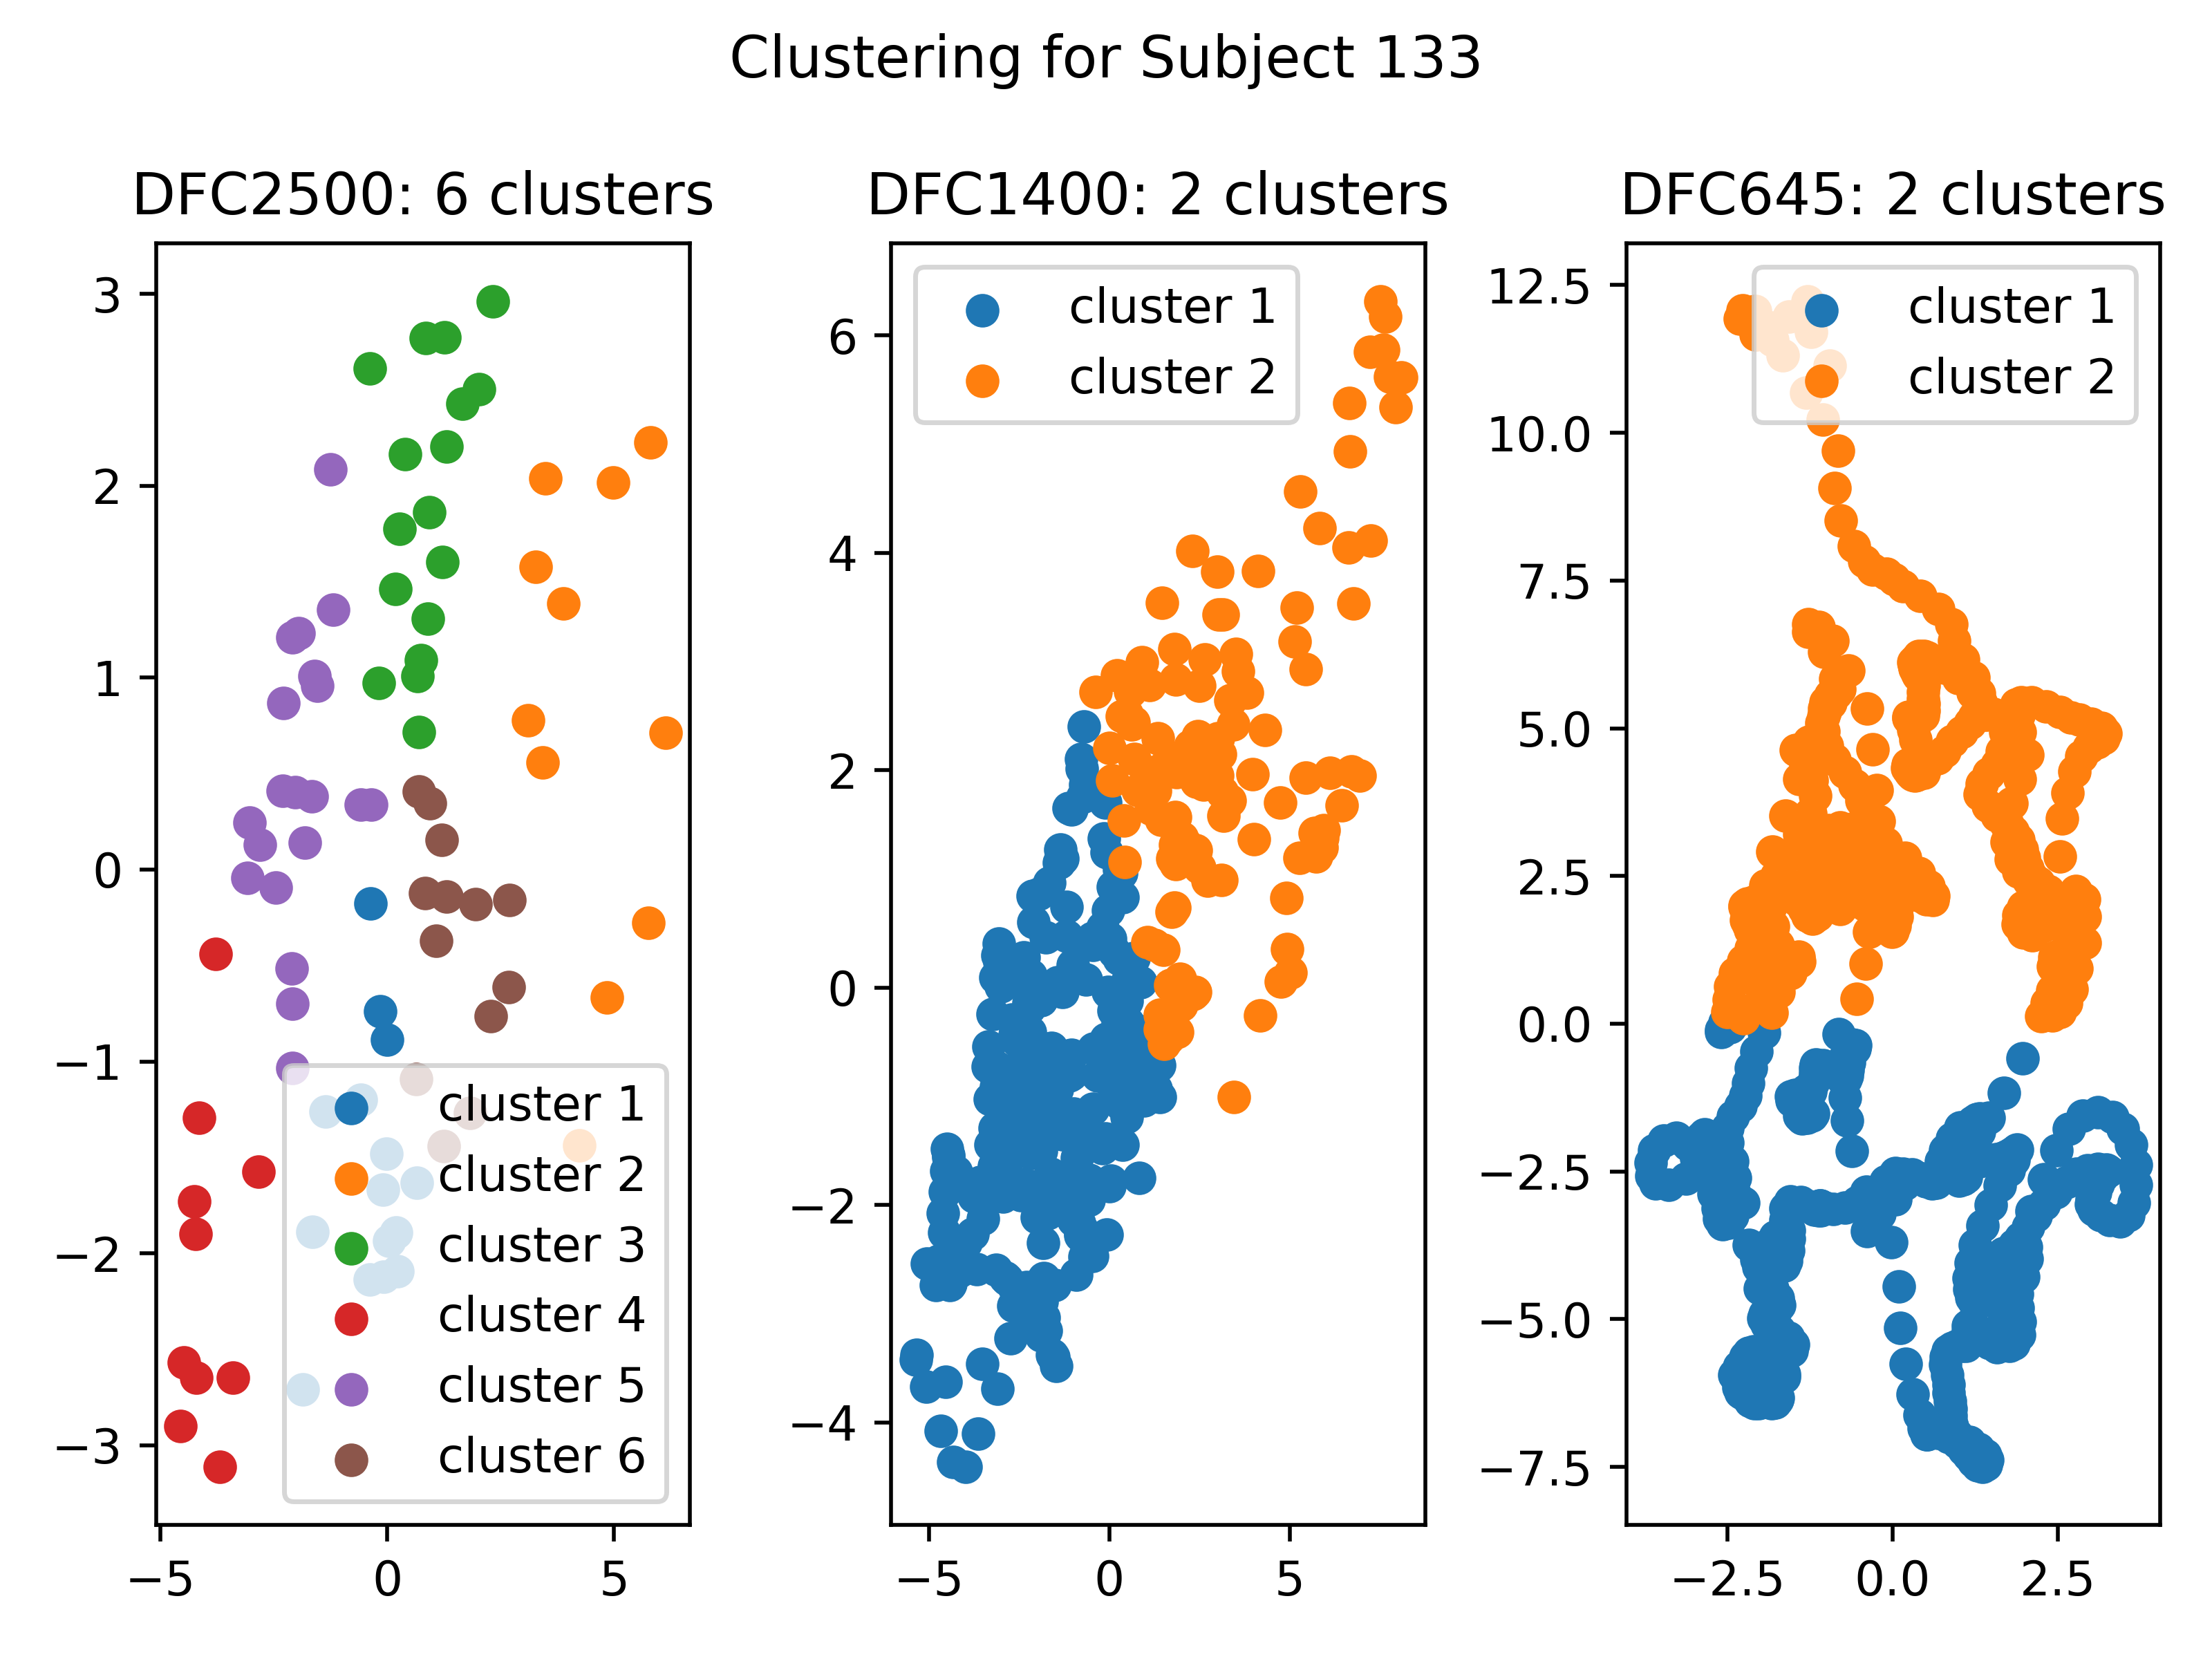 Clustering for Subject 133
DFC2500: 6 clusters
3
2
1
0
−1
−2
−3
−5
0
5
cluster 1
cluster 2
cluster 3
cluster 4
cluster 5
cluster 6
DFC1400: 2 clusters
6
4
2
0
−2
−4
−5
0
5
cluster 1
cluster 2
DFC645: 2 clusters
12.5
10.0
7.5
5.0
2.5
0.0
−2.5
−5.0
−7.5
−2.5
0.0
2.5
cluster 1
cluster 2